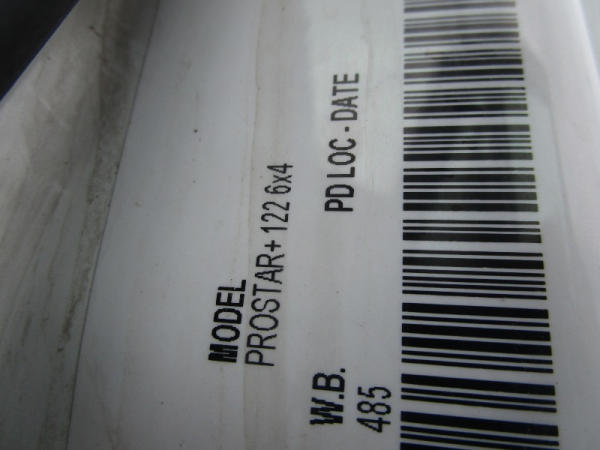 MODEL
PROSTAR+ 122 6x4
W.B. PD LOC - DATE
485